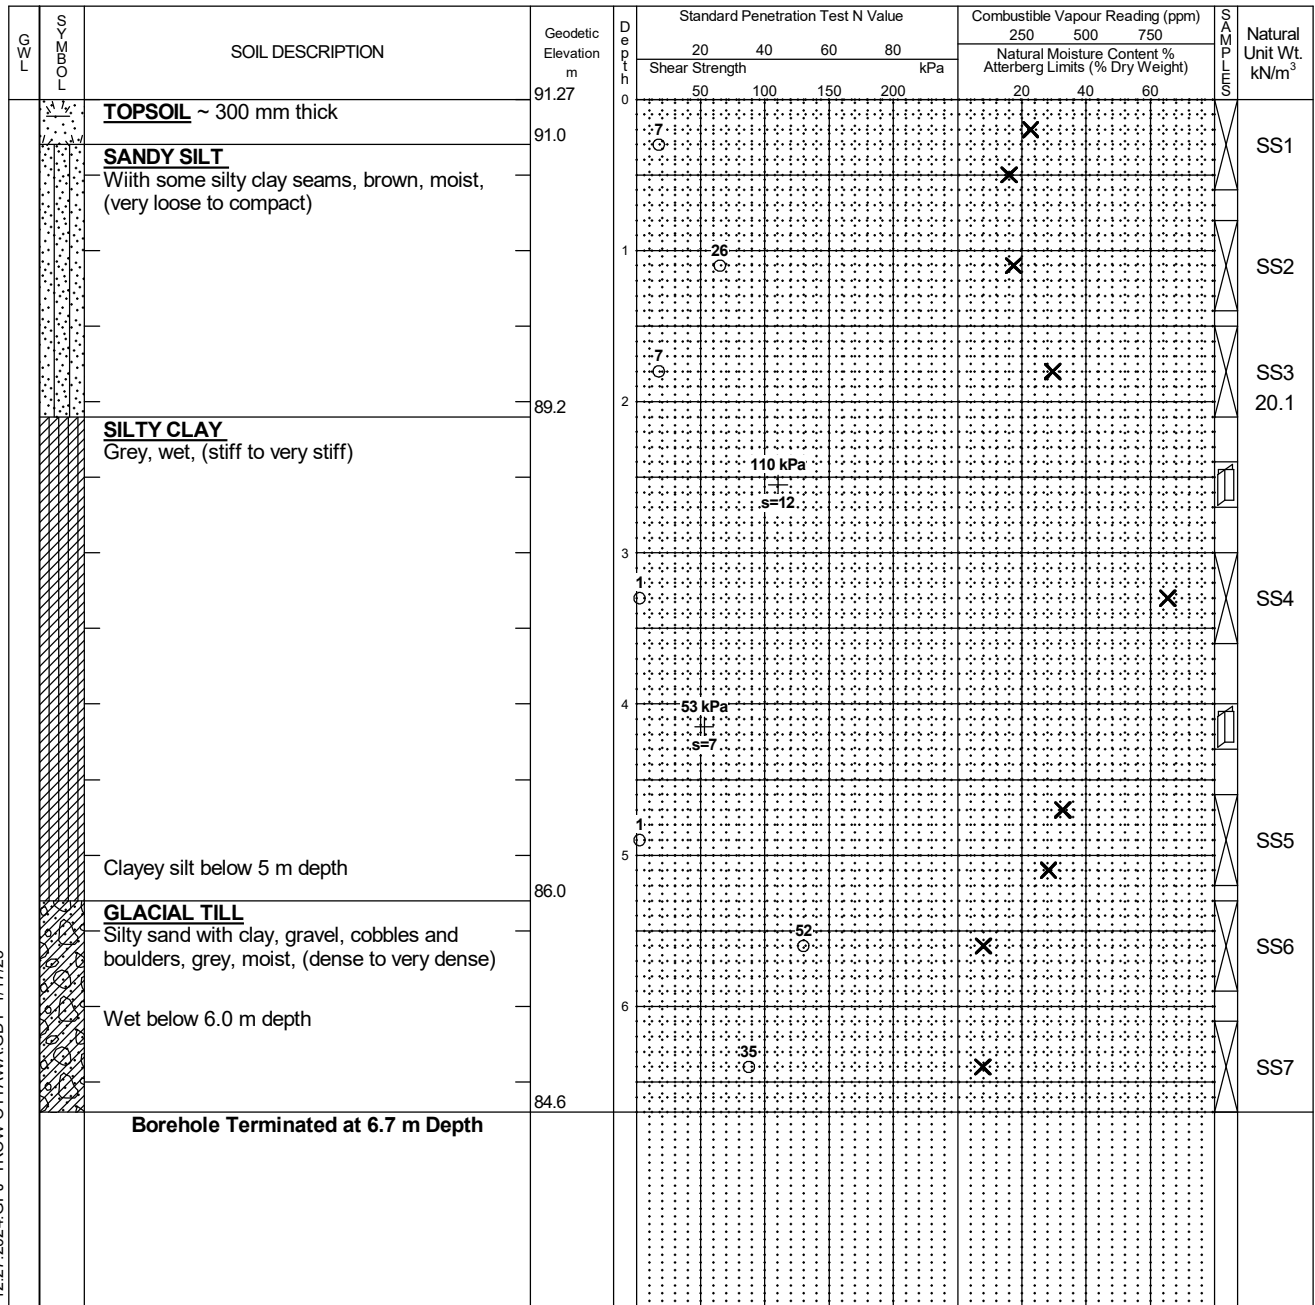 GWL
SYMBOL
SOIL DESCRIPTION
Geodetic
Elevation
m
91.27
Depth
Standard Penetration Test N Value
20 40 60 80
Shear Strength kPa
50 100 150 200
Combustible Vapour Reading (ppm)
250 500 750
Natural Moisture Content %
Atterberg Limits (% Dry Weight)
20 40 60
SAMPLES
Natural
Unit Wt.
kN/m³
0
TOPSOIL ~ 300 mm thick
91.0
7
SS1
SANDY SILT
Wiith some silty clay seams, brown, moist,
(very loose to compact)
1
26
SS2
7
SS3
89.2
2
20.1
SILTY CLAY
Grey, wet, (stiff to very stiff)
110 kPa
s=12
3
1
SS4
4
53 kPa
s=7
1
SS5
5
Clayey silt below 5 m depth
86.0
GLACIAL TILL
Silty sand with clay, gravel, cobbles and
boulders, grey, moist, (dense to very dense)
52
SS6
6
Wet below 6.0 m depth
35
SS7
84.6
Borehole Terminated at 6.7 m Depth